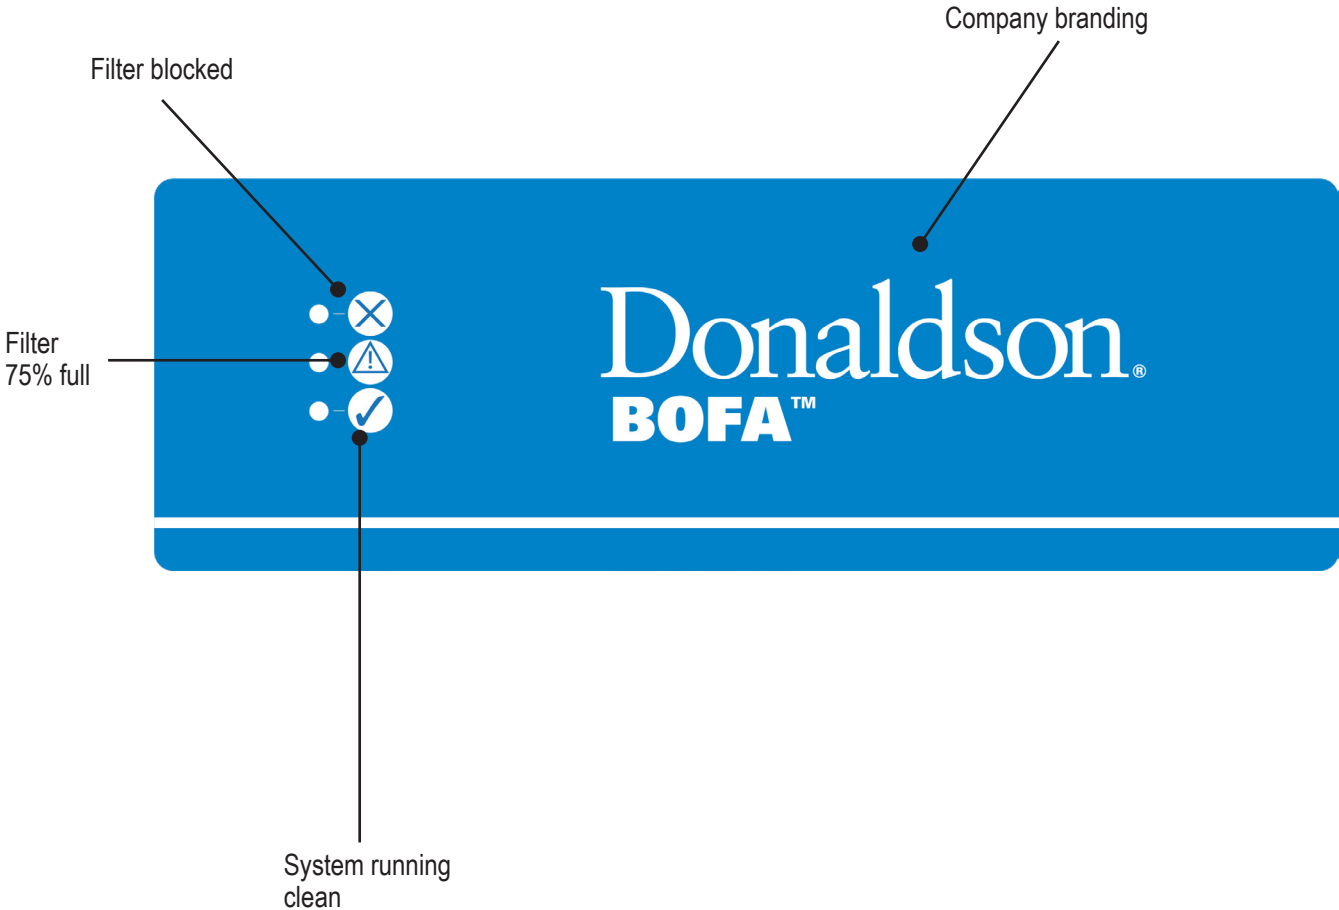 Company branding
Filter blocked
Filter
75% full
Donaldson®
BOFA™
System running
clean